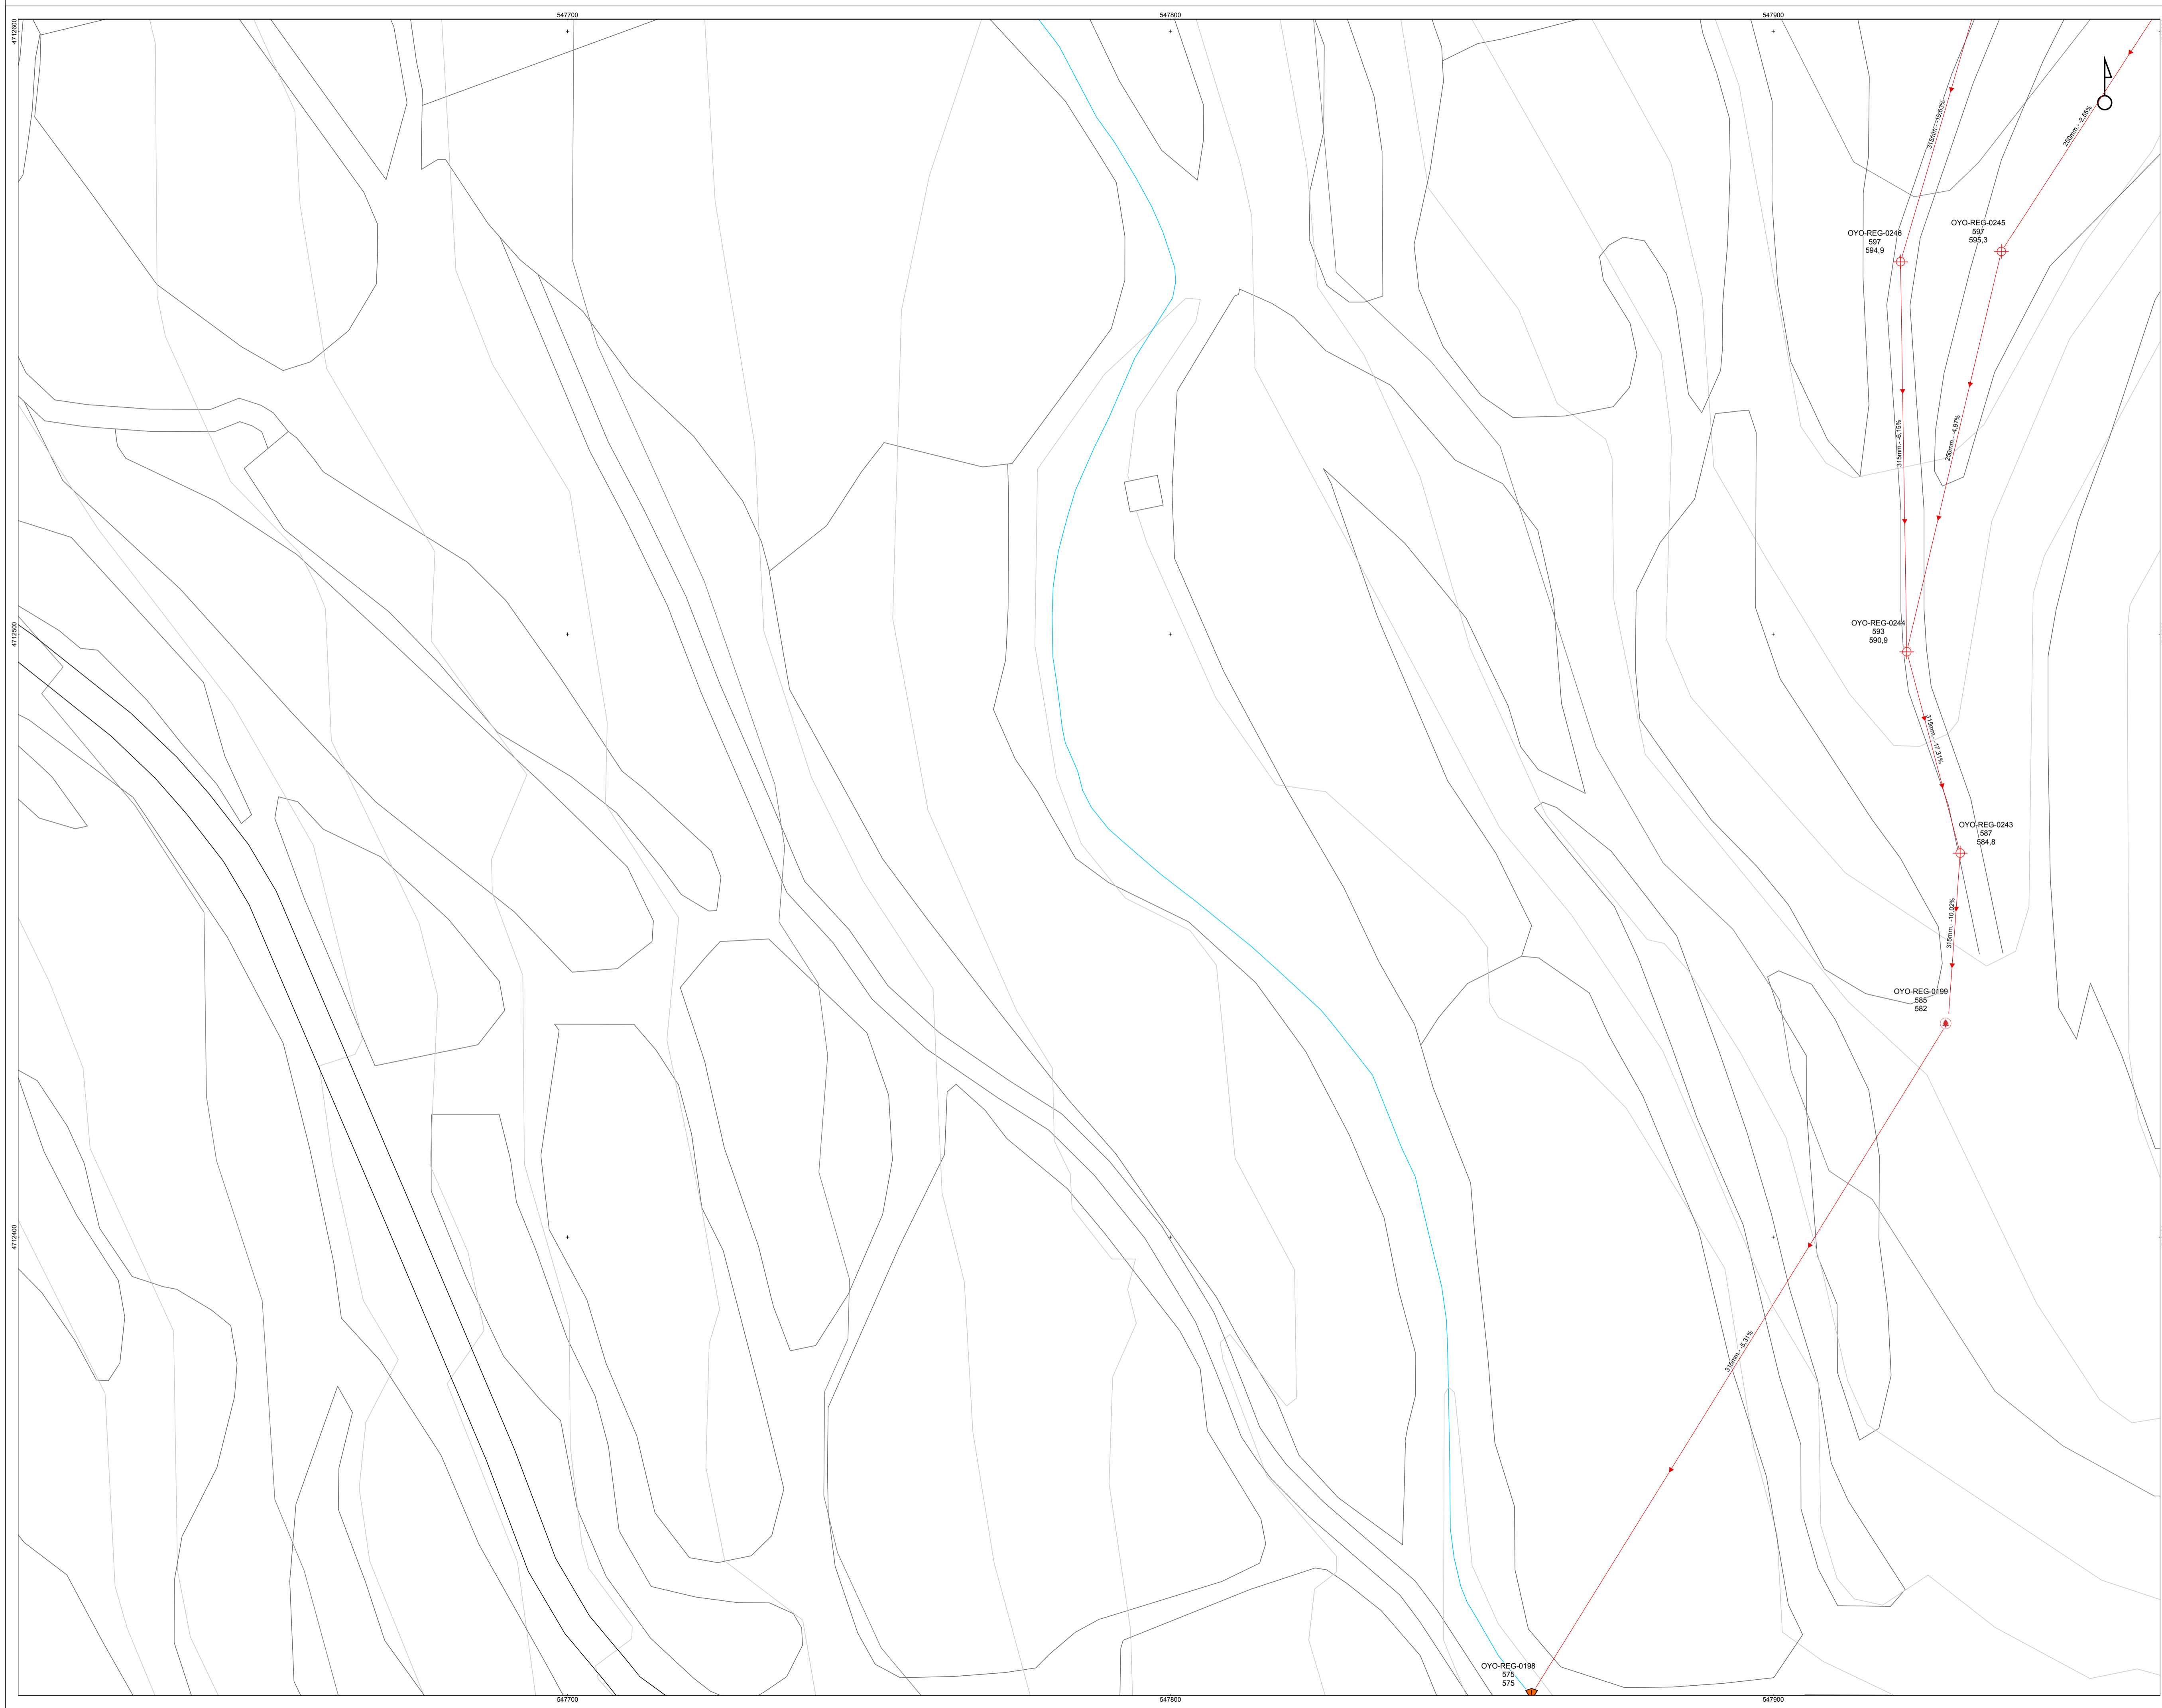 547700
547800
547900
4712600
315mm.- -15,63%
250mm.- -2,55%
OYO-REG-0246
597
594,9
OYO-REG-0245
597
595,3
315mm.- -6,15%
250mm.- -4,97%
4712500
OYO-REG-0244
593
590,9
315mm.- -17,31%
OYO-REG-0243
587
584,8
315mm.- -10,02%
OYO-REG-0199
585
582
4712400
315mm.- -5,31%
OYO-REG-0198
575
575
547700
547800
547900